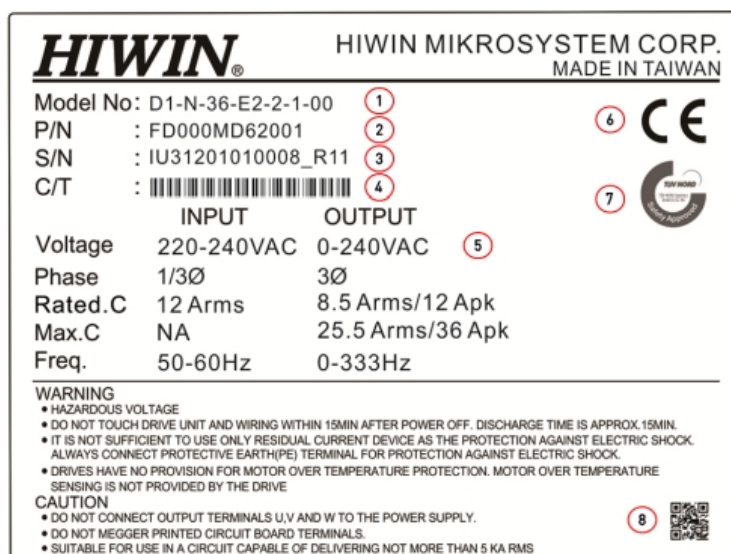 HIWIN®
HIWIN MIKROSYSTEM CORP.
MADE IN TAIWAN
Model No: D1-N-36-E2-2-1-00 1
P/N : FD000MD62001 2
S/N : IU31201010008_R11 3
C/T : 4
6 CE
7
TUV NORD
Safety Approved
INPUT OUTPUT
Voltage 220-240VAC 0-240VAC 5
Phase 1/3Ø 3Ø
Rated.C 12 Arms 8.5 Arms/12 Apk
Max.C NA 25.5 Arms/36 Apk
Freq. 50-60Hz 0-333Hz
WARNING
• HAZARDOUS VOLTAGE
• DO NOT TOUCH DRIVE UNIT AND WIRING WITHIN 15MIN AFTER POWER OFF. DISCHARGE TIME IS APPROX.15MIN.
• IT IS NOT SUFFICIENT TO USE ONLY RESIDUAL CURRENT DEVICE AS THE PROTECTION AGAINST ELECTRIC SHOCK.
ALWAYS CONNECT PROTECTIVE EARTH(PE) TERMINAL FOR PROTECTION AGAINST ELECTRIC SHOCK.
• DRIVES HAVE NO PROVISION FOR MOTOR OVER TEMPERATURE PROTECTION. MOTOR OVER TEMPERATURE
SENSING IS NOT PROVIDED BY THE DRIVE
CAUTION
• DO NOT CONNECT OUTPUT TERMINALS U,V AND W TO THE POWER SUPPLY.
• DO NOT MEGGER PRINTED CIRCUIT BOARD TERMINALS.
• SUITABLE FOR USE IN A CIRCUIT CAPABLE OF DELIVERING NOT MORE THAN 5 KA RMS
8